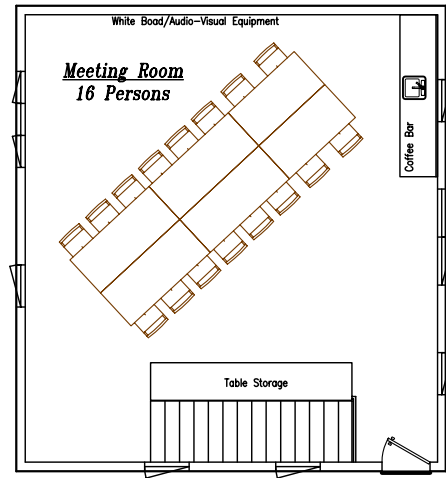 White Boad/Audio-Visual Equipment
Meeting Room
16 Persons
Coffee Bar
Table Storage